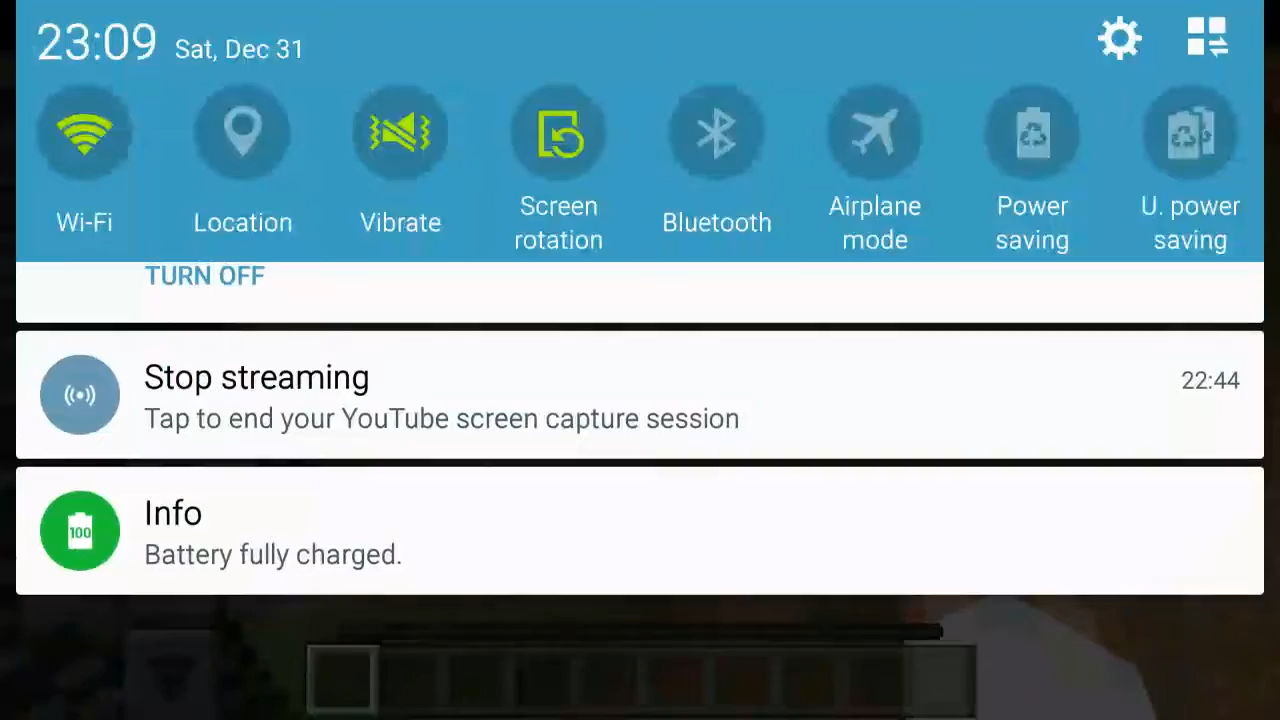 23:09 Sat, Dec 31
Wi-Fi
Location
Vibrate
Screen
rotation
Bluetooth
Airplane
mode
Power
saving
U. power
saving
TURN OFF
Stop streaming
22:44
Tap to end your YouTube screen capture session
100
Info
Battery fully charged.